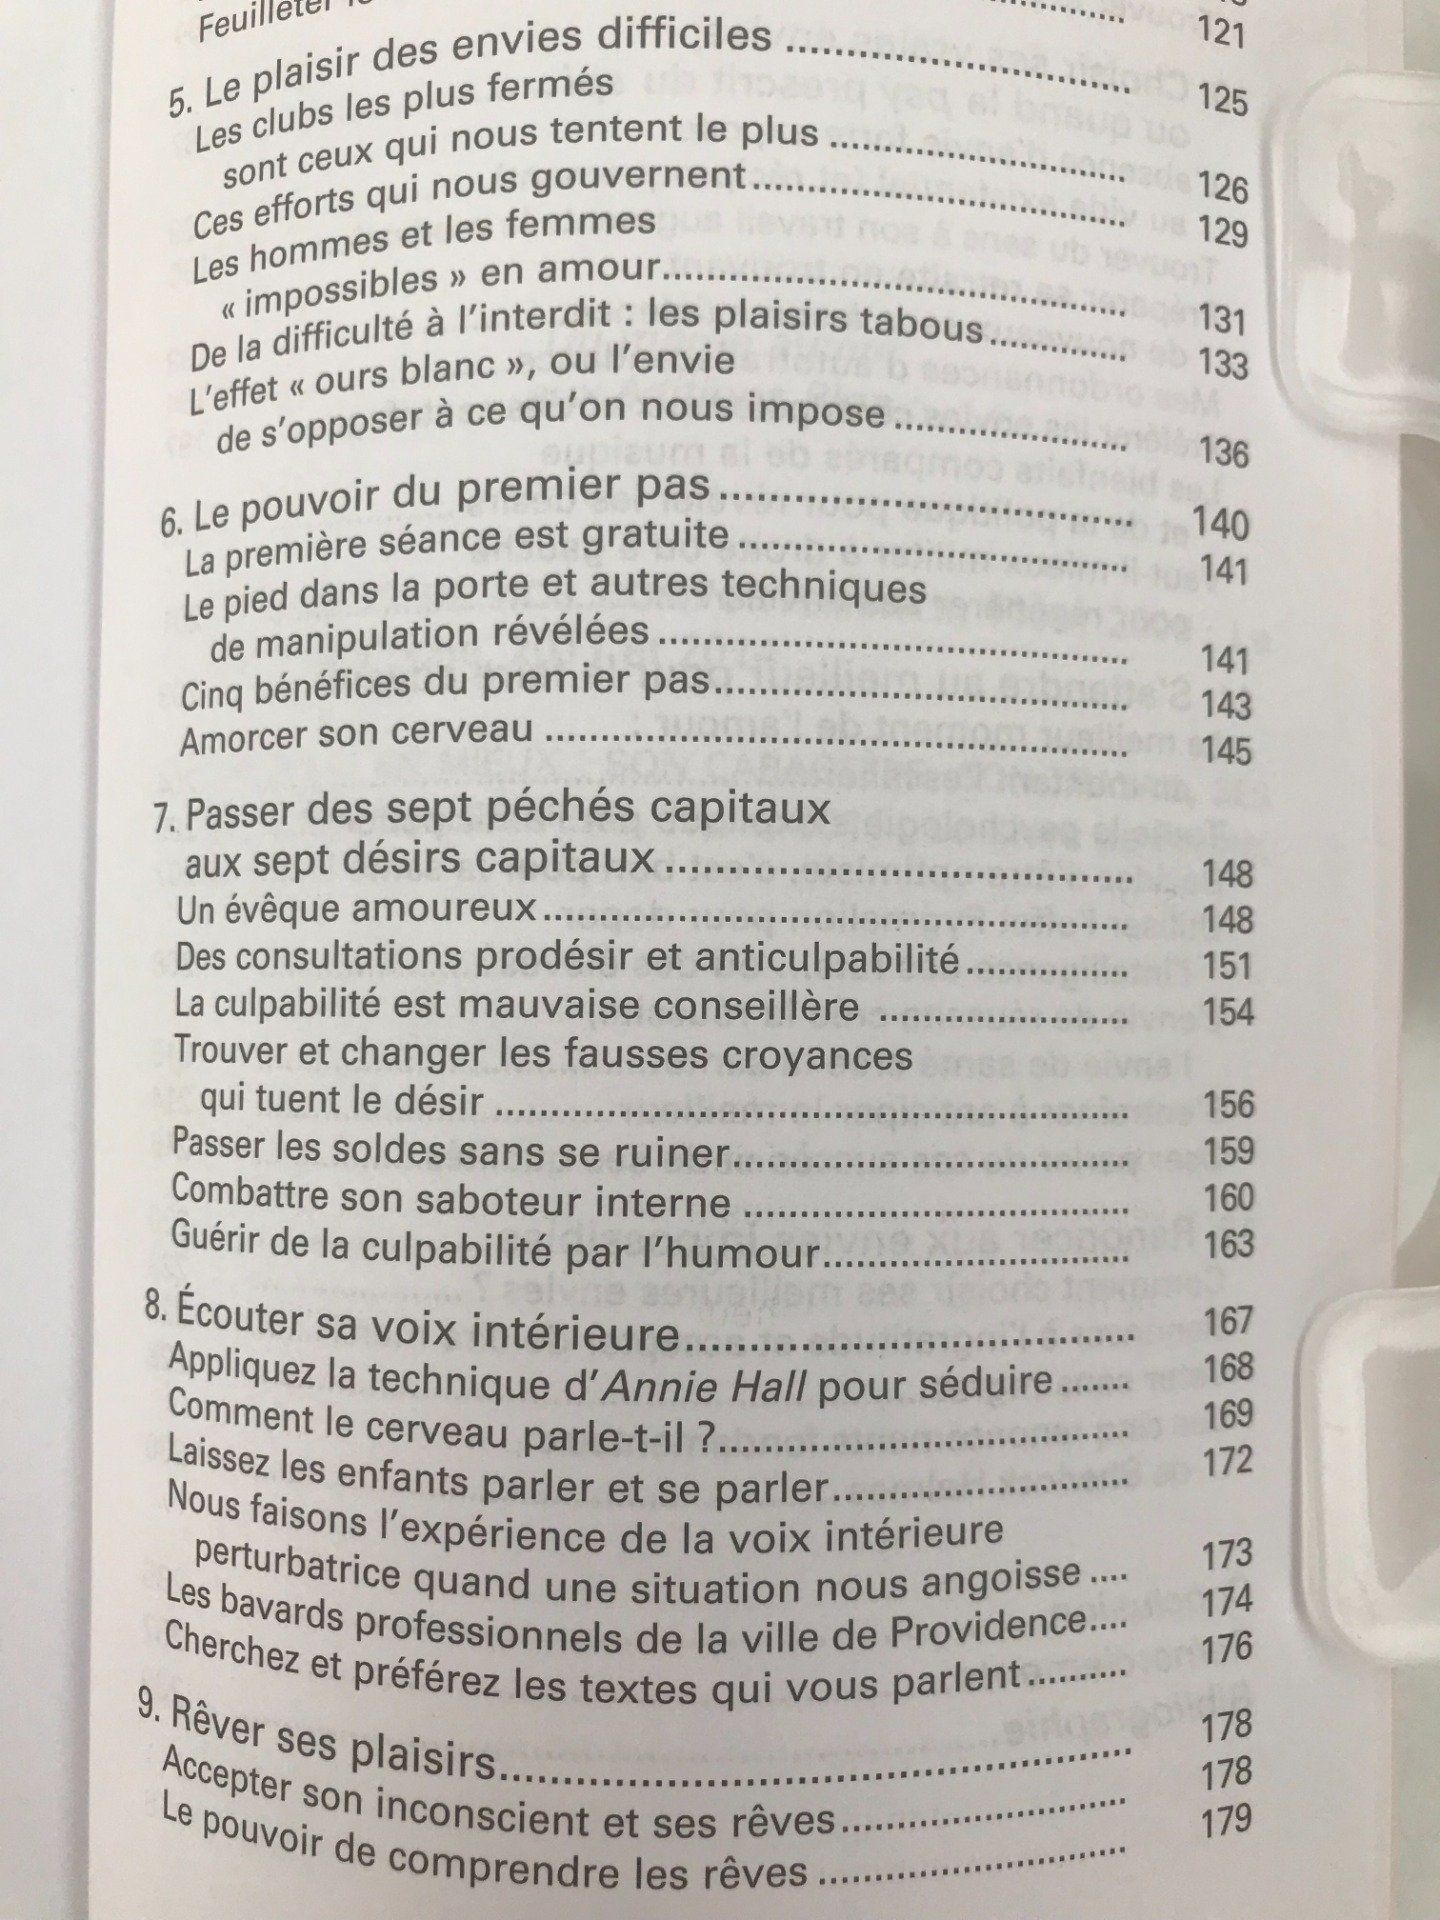 Feuilleter
121
5. Le plaisir des envies difficiles ........ 125
Les clubs les plus fermés
sont ceux qui nous tentent le plus ........ 126
Ces efforts qui nous gouvernent ........ 129
Les hommes et les femmes
« impossibles » en amour ........ 131
De la difficulté à l'interdit : les plaisirs tabous ........ 133
L'effet « ours blanc », ou l'envie
de s'opposer à ce qu'on nous impose ........ 136
6. Le pouvoir du premier pas ........ 140
La première séance est gratuite ........ 141
Le pied dans la porte et autres techniques
de manipulation révélées ........ 141
Cinq bénéfices du premier pas ........ 143
Amorcer son cerveau ........ 145
7. Passer des sept péchés capitaux
aux sept désirs capitaux ........ 148
Un évêque amoureux ........ 148
Des consultations prodésir et anticulpabilité ........ 151
La culpabilité est mauvaise conseillère ........ 154
Trouver et changer les fausses croyances
qui tuent le désir ........ 156
Passer les soldes sans se ruiner ........ 159
Combattre son saboteur interne ........ 160
Guérir de la culpabilité par l'humour ........ 163
8. Écouter sa voix intérieure ........ 167
Appliquez la technique d'Annie Hall pour séduire ....... 168
Comment le cerveau parle-t-il ? ........ 169
Laissez les enfants parler et se parler ........ 172
Nous faisons l'expérience de la voix intérieure
perturbatrice quand une situation nous angoisse .... 173
Les bavards professionnels de la ville de Providence .... 174
Cherchez et préférez les textes qui vous parlent ........ 176
9. Rêver ses plaisirs ........ 178
Accepter son inconscient et ses rêves ........ 178
Le pouvoir de comprendre les rêves ........ 179